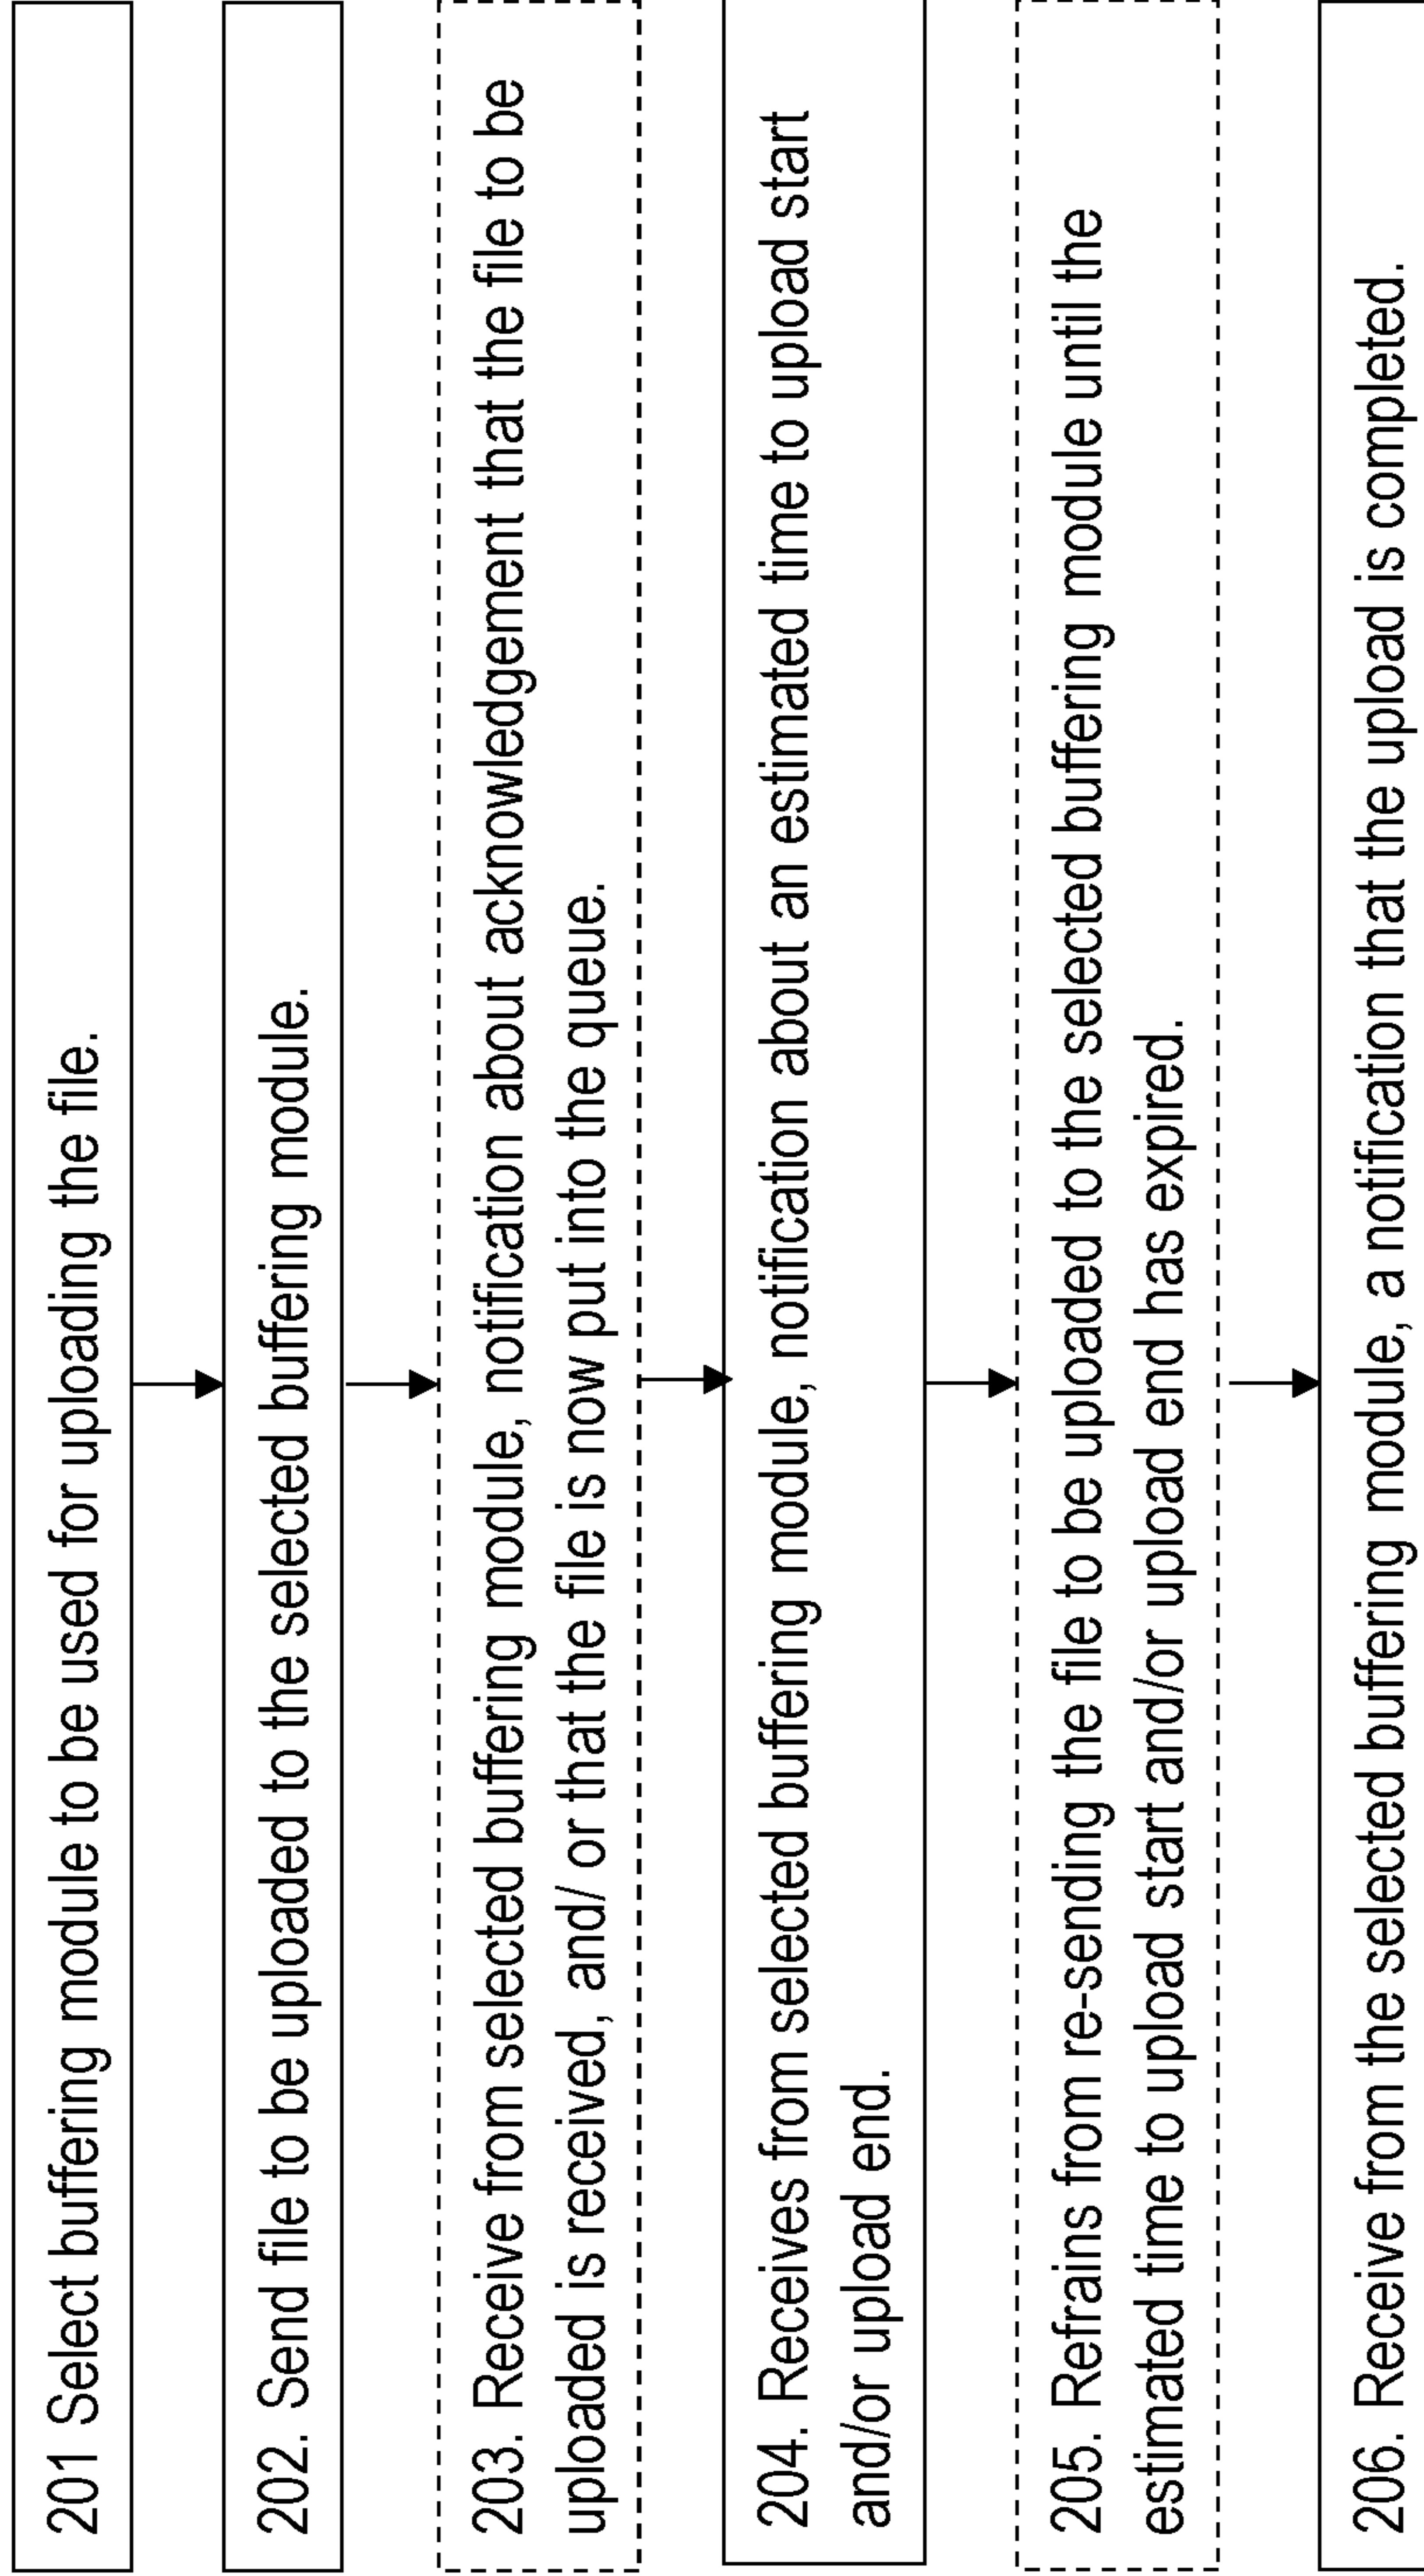 201 Select buffering module to be used for uploading the file.
202. Send file to be uploaded to the selected buffering module.
203. Receive from selected buffering module, notification about acknowledgement that the file to be
uploaded is received, and/ or that the file is now put into the queue.
204. Receives from selected buffering module, notification about an estimated time to upload start
and/or upload end.
205. Refrains from re-sending the file to be uploaded to the selected buffering module until the
estimated time to upload start and/or upload end has expired.
206. Receive from the selected buffering module, a notification that the upload is completed.